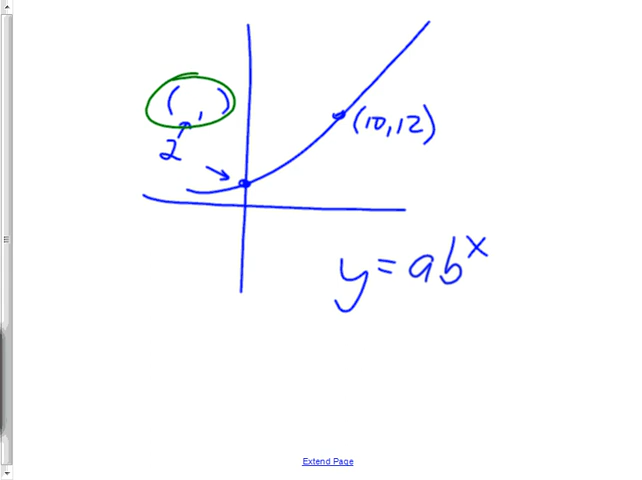 ( , )
2
(10,12)
y = ab^x
Extend Page